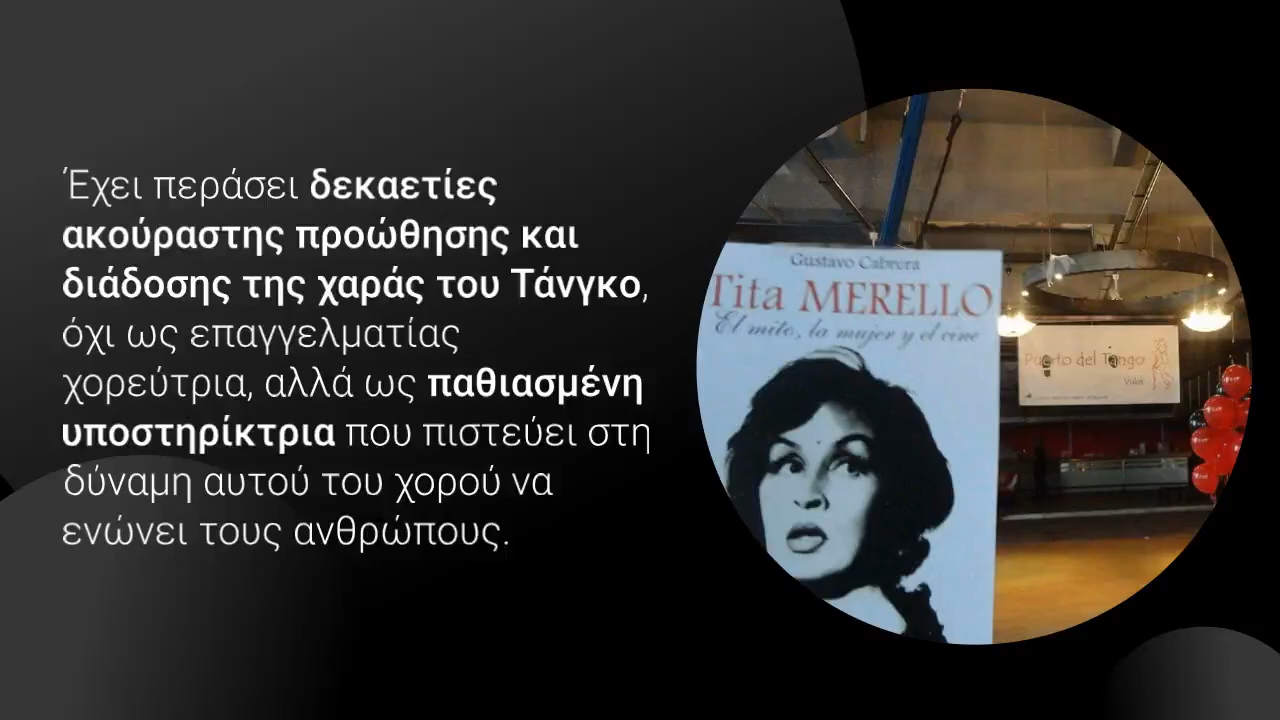 Έχει περάσει δεκαετίες
ακούραστης προώθησης και
διάδοσης της χαράς του Τάνγκο,
όχι ως επαγγελματίας
χορεύτρια, αλλά ως παθιασμένη
υποστηρίκτρια που πιστεύει στη
δύναμη αυτού του χορού να
ενώνει τους ανθρώπους.
Gustavo Cabrera
Tita MERELLO
El mito, la mujer y el cine
Puerto del Tango